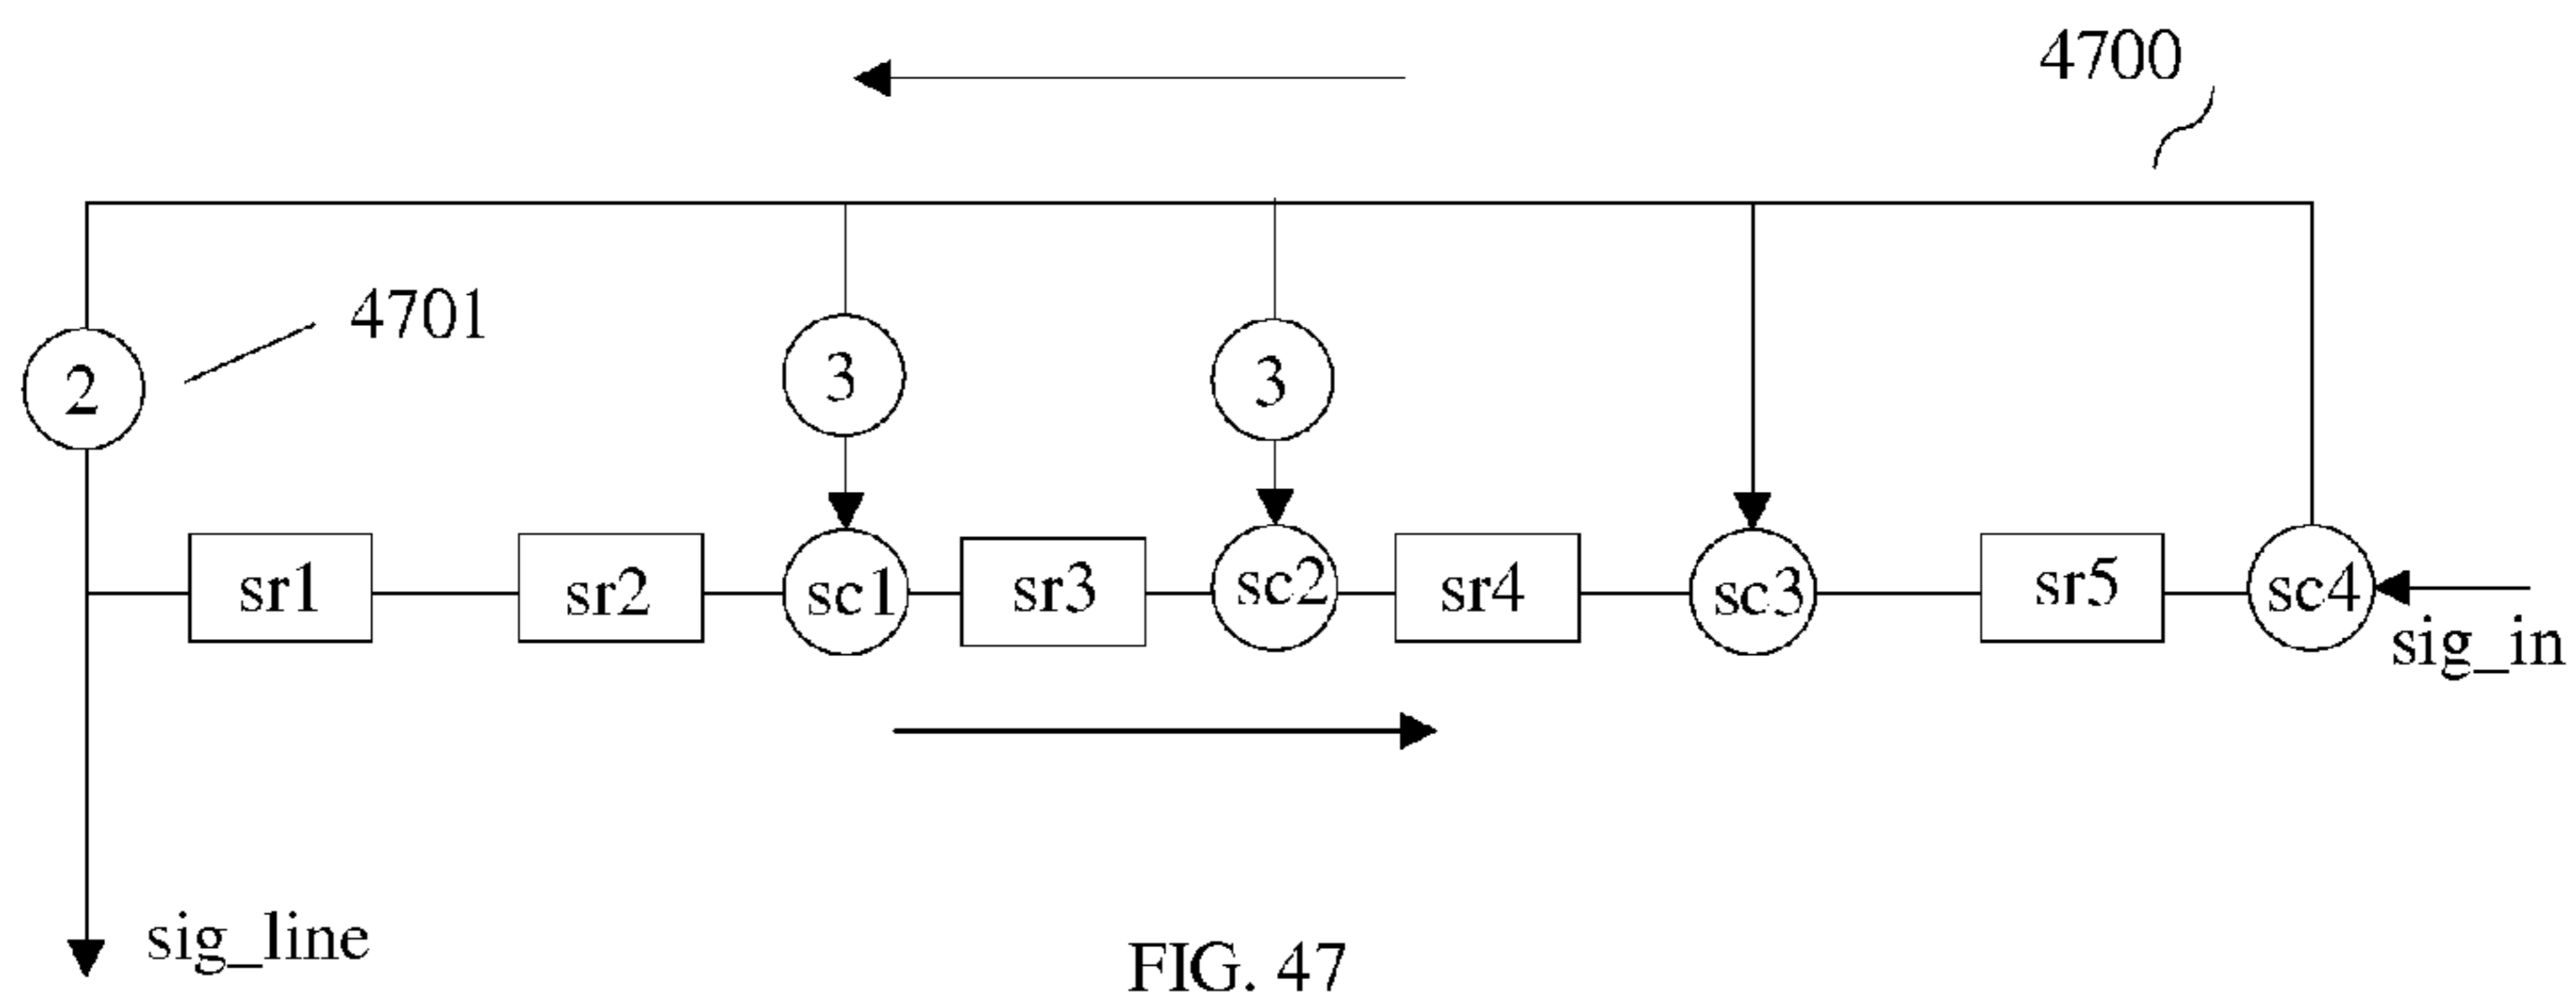 4700
4701
2
3
3
sr1
sr2
sc1
sr3
sc2
sr4
sc3
sr5
sc4
sig_in
sig_line
FIG. 47